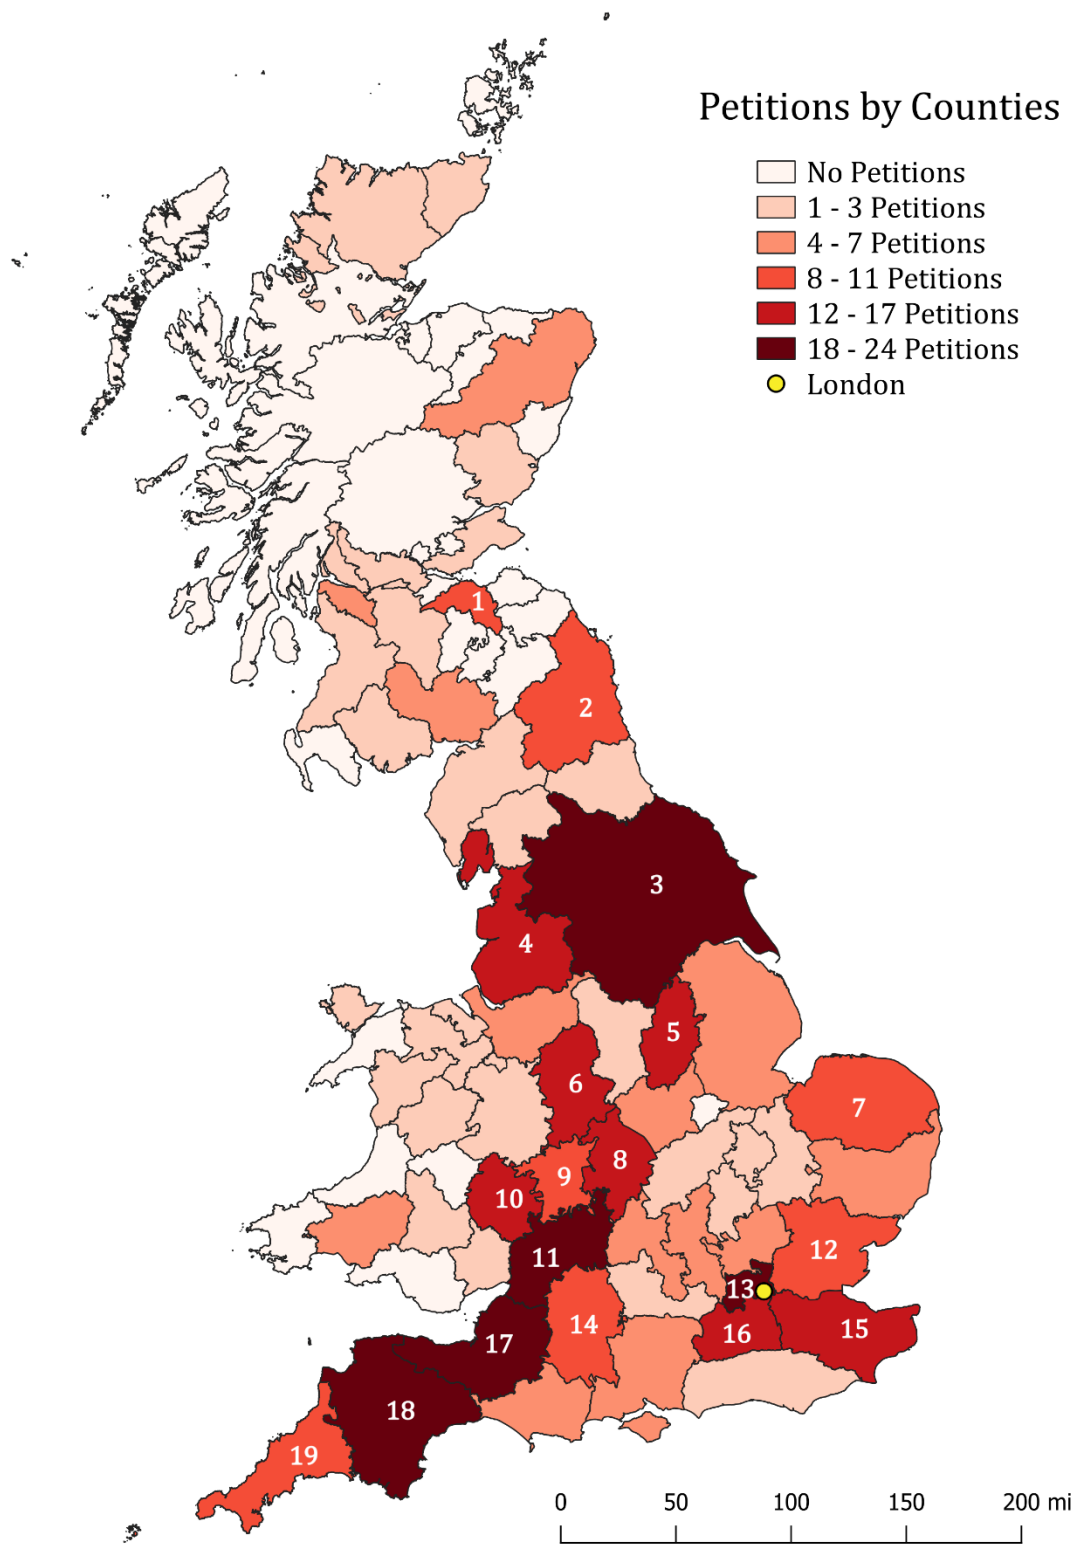 Petitions by Counties
No Petitions
1 - 3 Petitions
4 - 7 Petitions
8 - 11 Petitions
12 - 17 Petitions
18 - 24 Petitions
London
1
2
3
4
5
6
7
8
9
10
11
12
13
14
15
16
17
18
19
0 50 100 150 200 mi